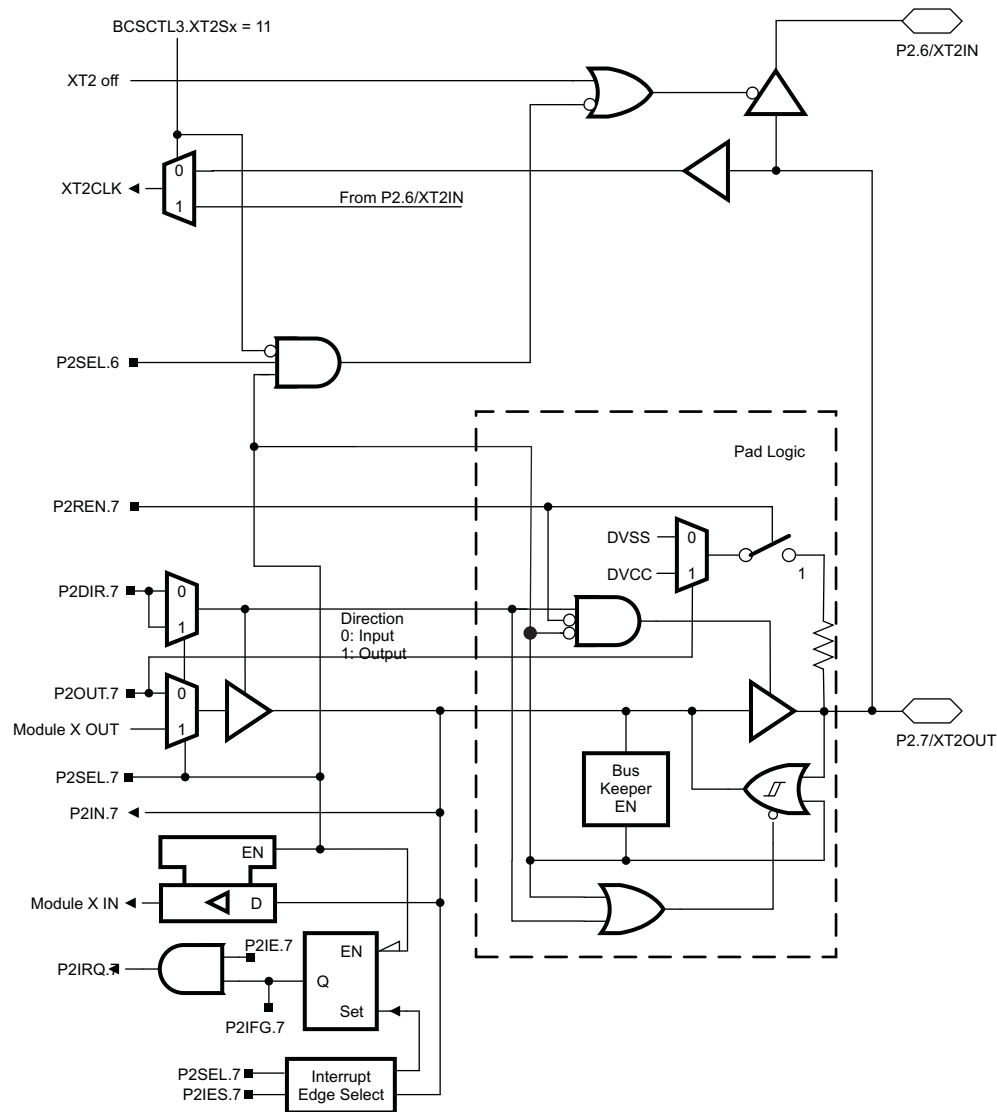 BCSCTL3.XT2Sx = 11
P2.6/XT2IN
XT2 off
0
XT2CLK
1
From P2.6/XT2IN
P2SEL.6
Pad Logic
P2REN.7
DVSS
0
DVCC
1
1
P2DIR.7
0
1
Direction
0: Input
1: Output
P2OUT.7
0
Module X OUT
1
P2.7/XT2OUT
P2SEL.7
Bus
Keeper
EN
P2IN.7
EN
Module X IN
D
P2IE.7
EN
P2IRQ.7
Q
Set
P2IFG.7
P2SEL.7
P2IES.7
Interrupt
Edge Select